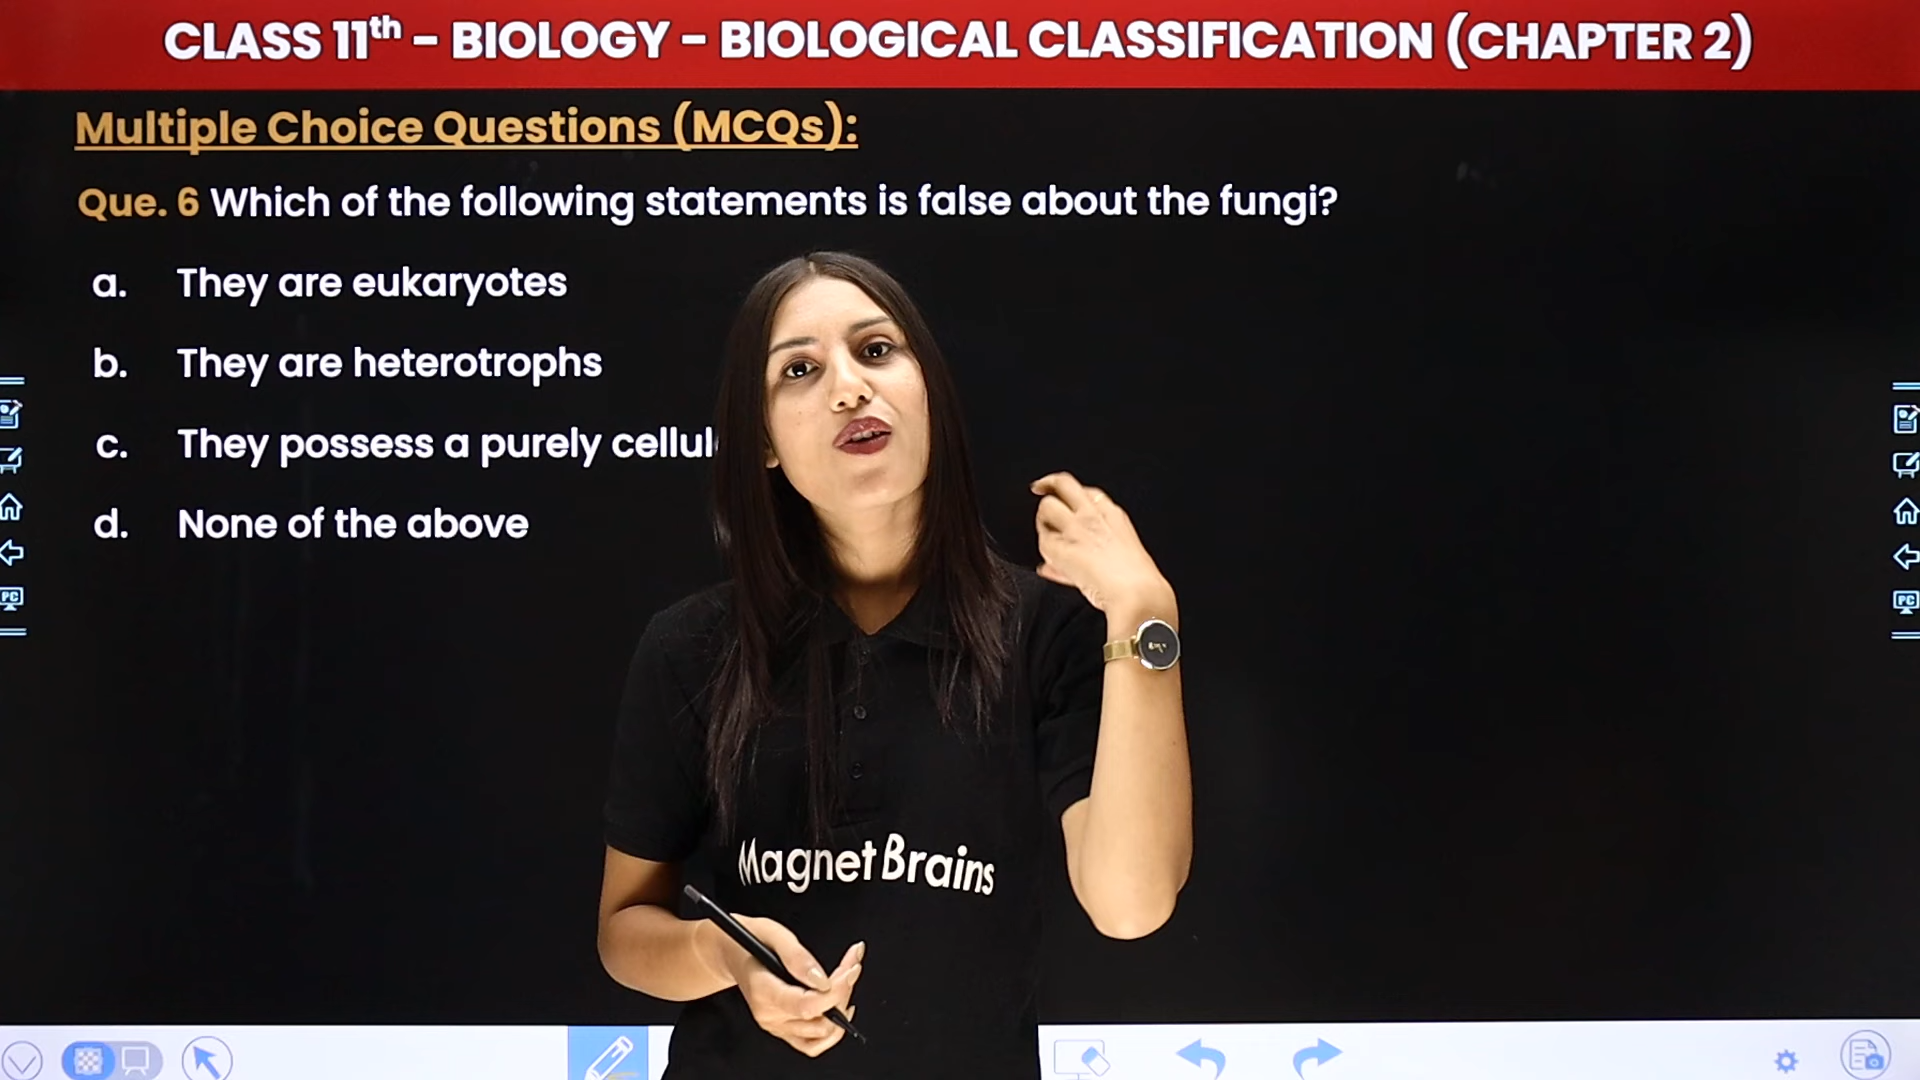 CLASS 11th - BIOLOGY - BIOLOGICAL CLASSIFICATION (CHAPTER 2)
Multiple Choice Questions (MCQs):
Que. 6 Which of the following statements is false about the fungi?
a. They are eukaryotes
b. They are heterotrophs
c. They possess a purely
d. None of the above
PC
PC
Magnet Brains